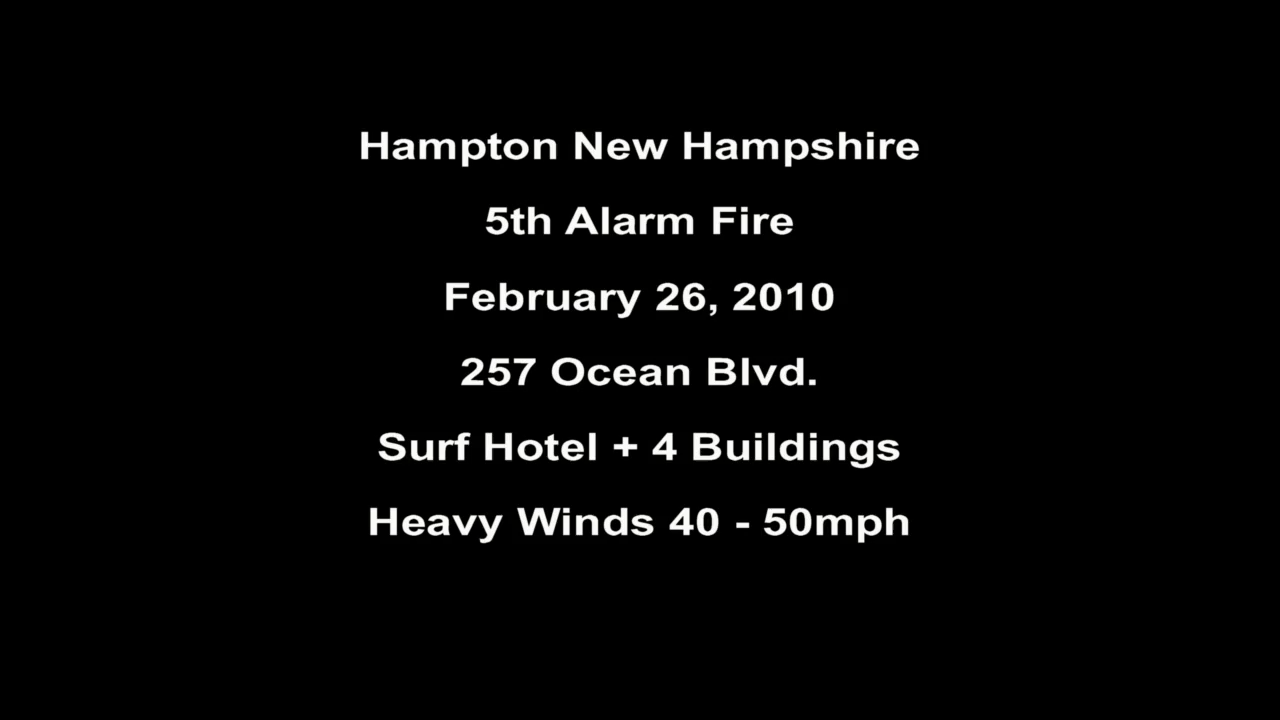 Hampton New Hampshire
5th Alarm Fire
February 26, 2010
257 Ocean Blvd.
Surf Hotel + 4 Buildings
Heavy Winds 40 - 50mph